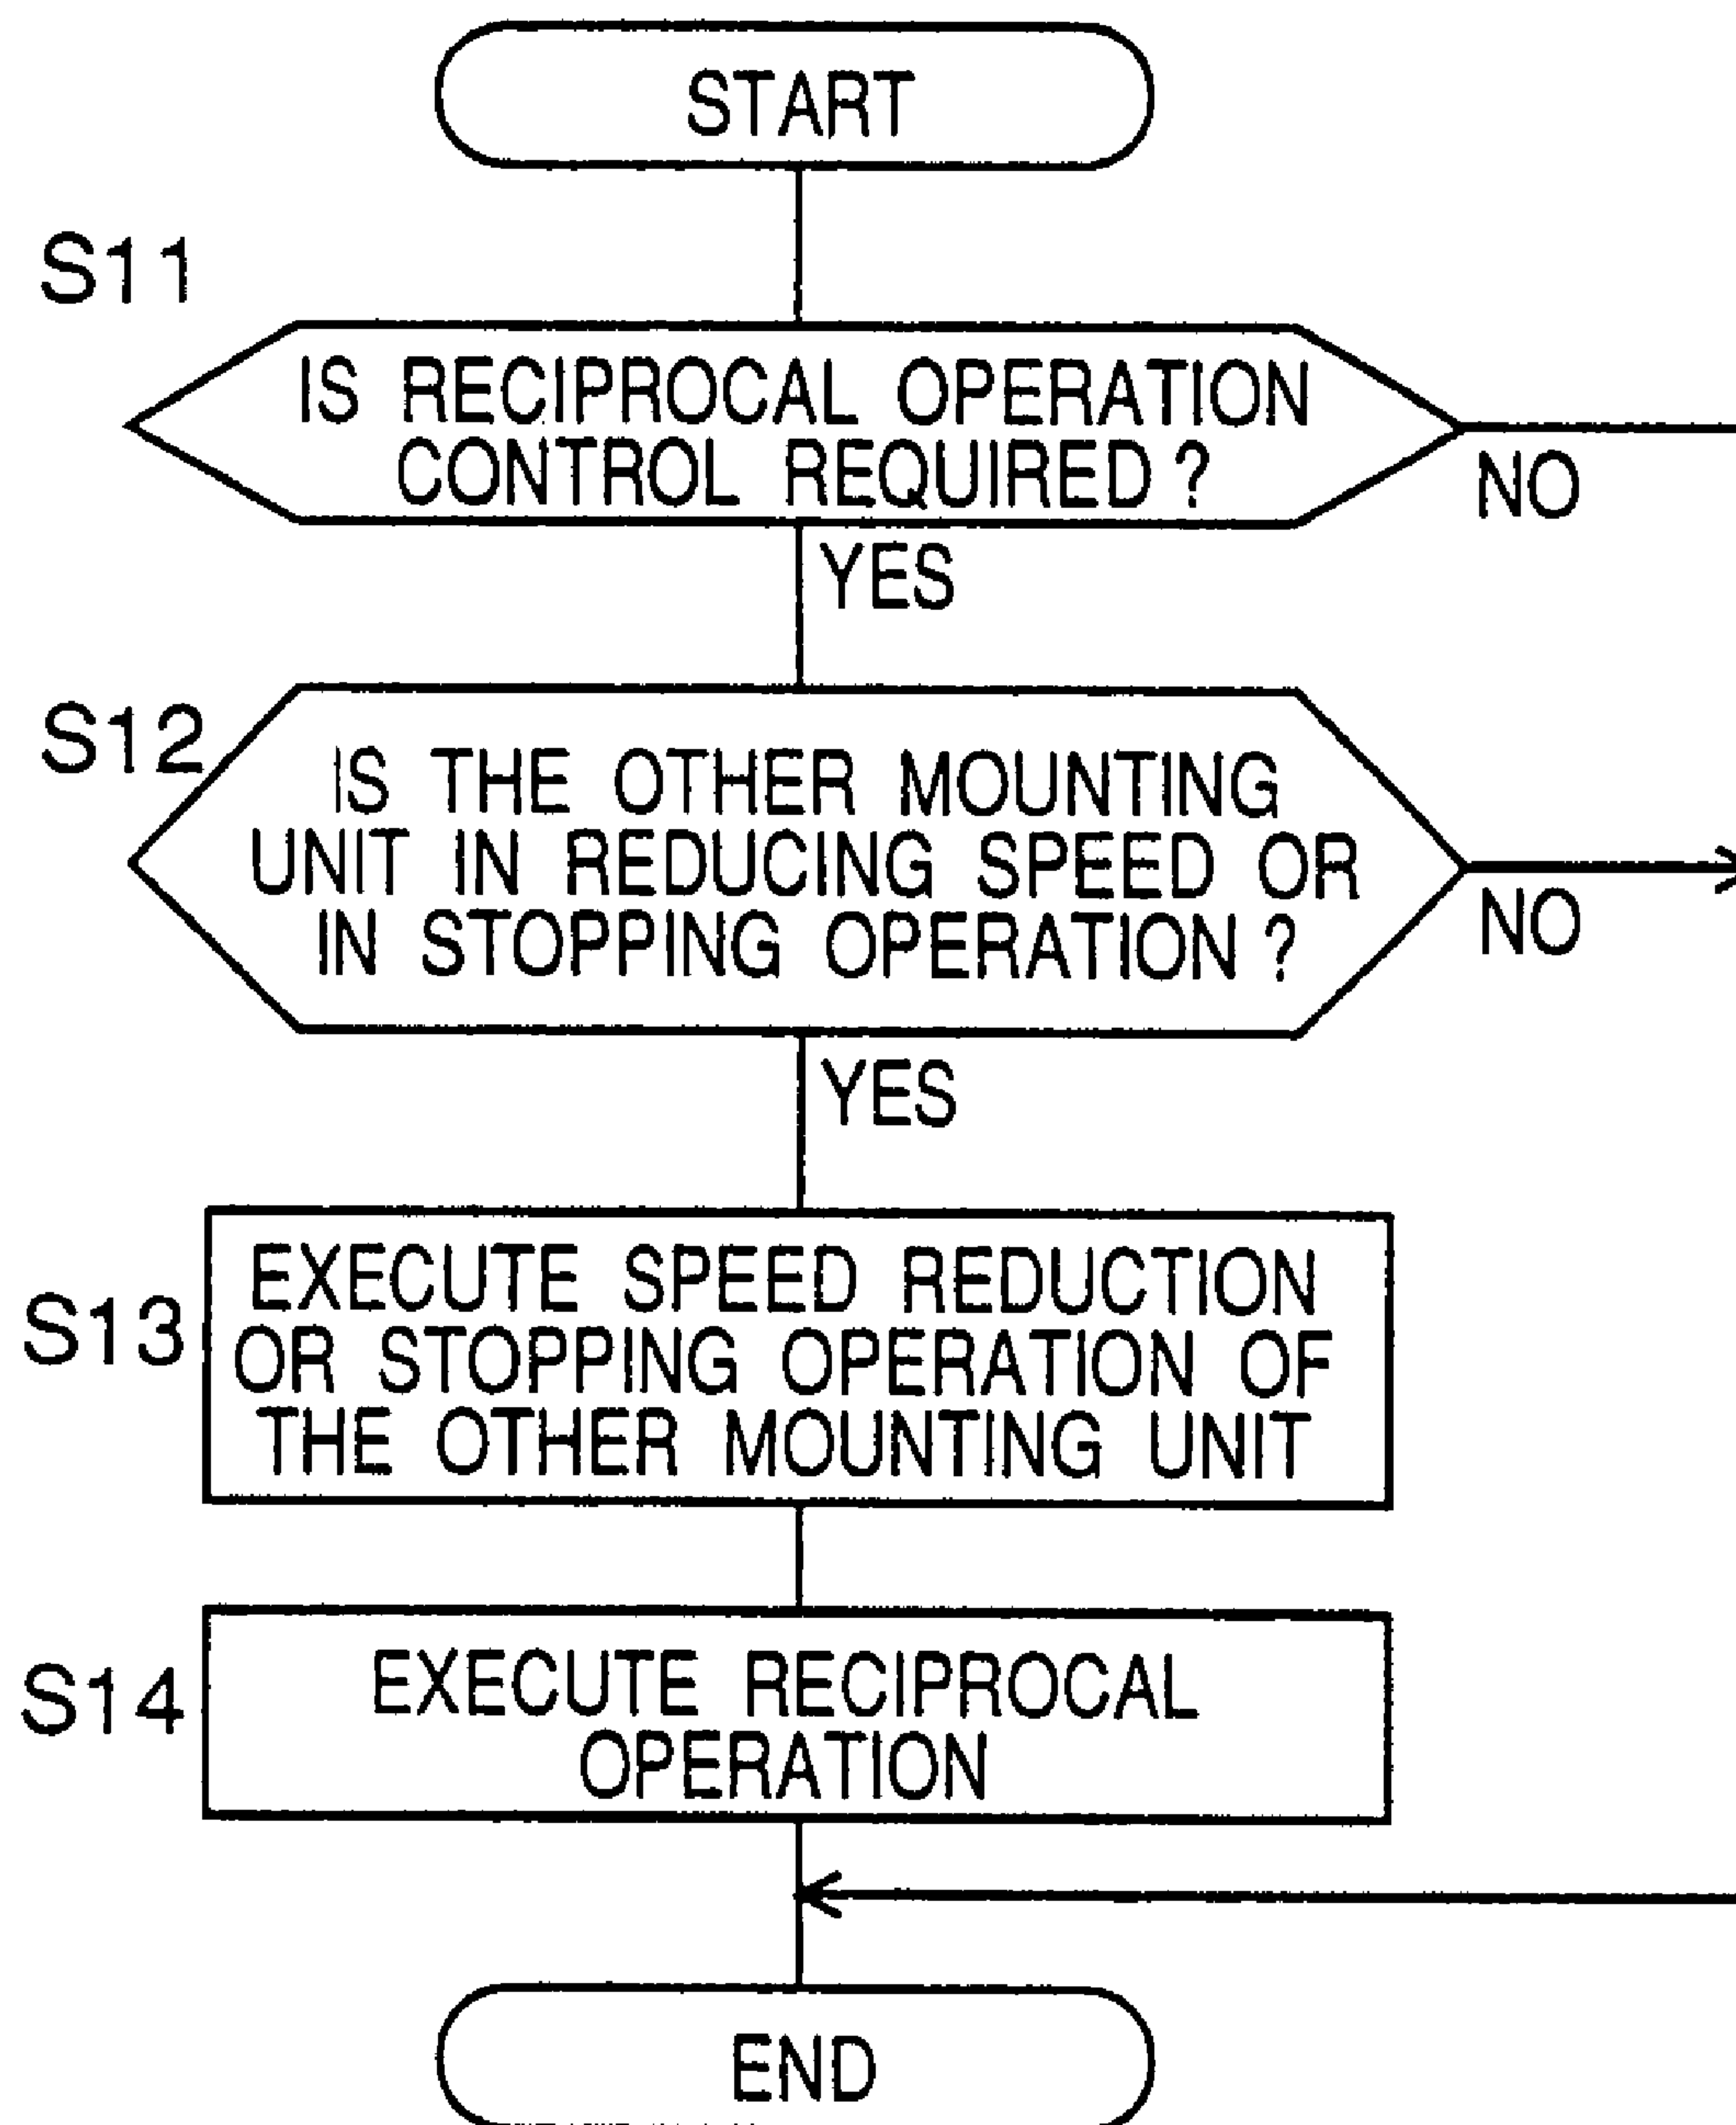 START
S11
IS RECIPROCAL OPERATION
CONTROL REQUIRED ?
NO
YES
S12
IS THE OTHER MOUNTING
UNIT IN REDUCING SPEED OR
IN STOPPING OPERATION ?
NO
YES
S13
EXECUTE SPEED REDUCTION
OR STOPPING OPERATION OF
THE OTHER MOUNTING UNIT
S14
EXECUTE RECIPROCAL
OPERATION
END